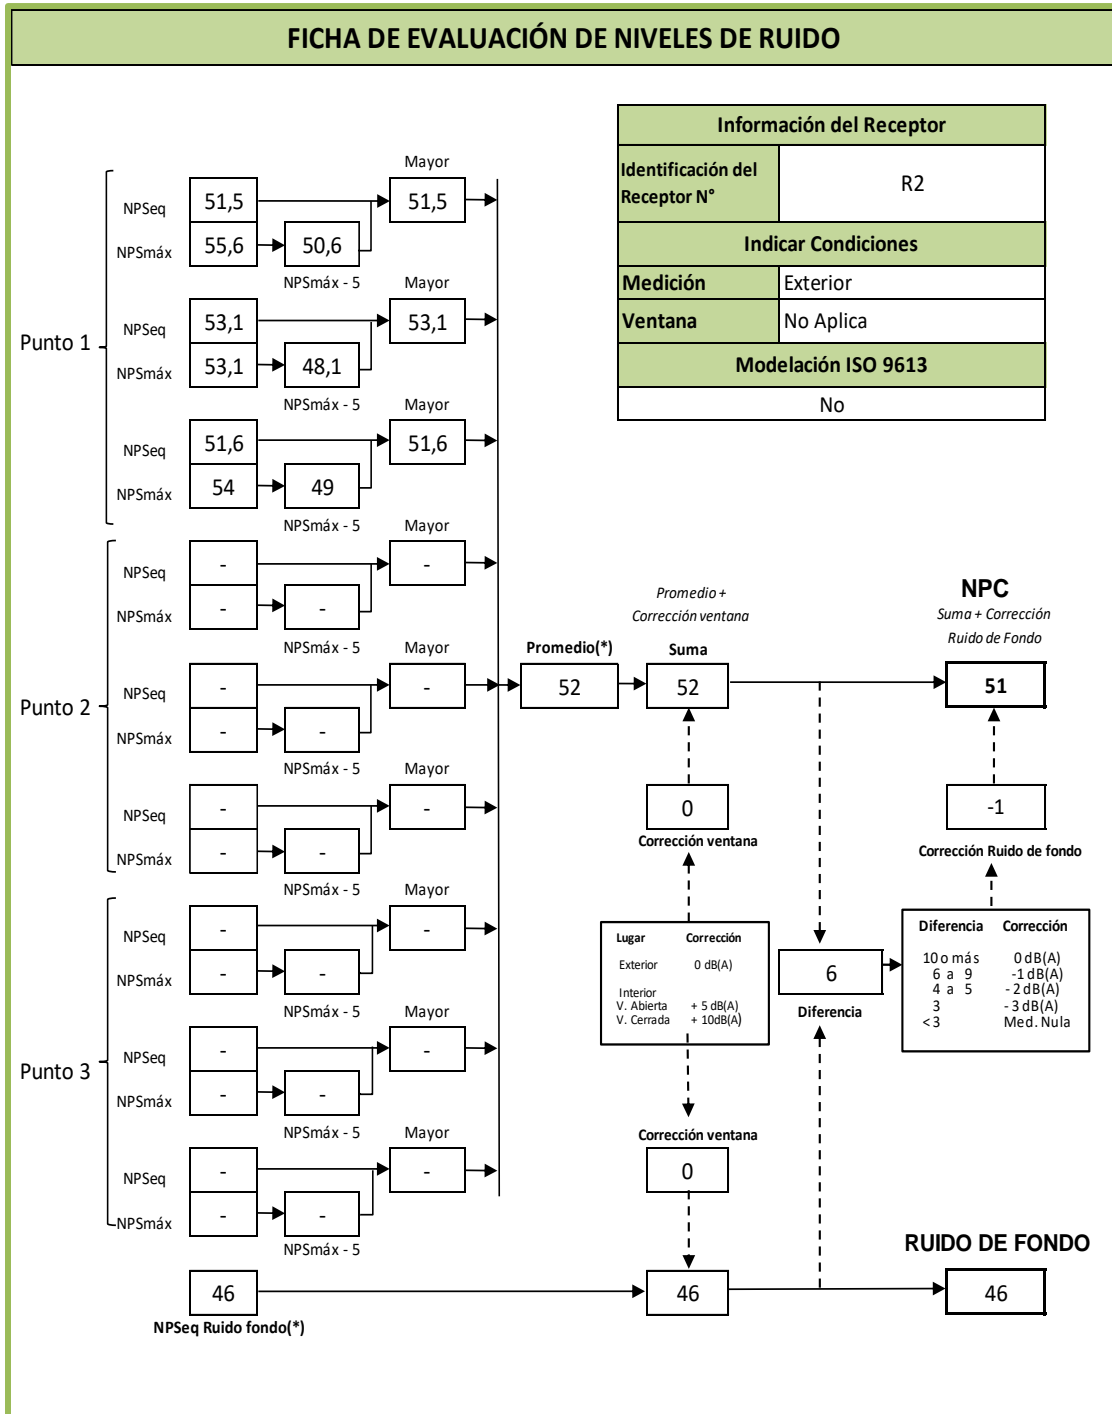 FICHA DE EVALUACIÓN DE NIVELES DE RUIDO
Información del Receptor
Identificación del Receptor N° R2
Indicar Condiciones
Medición Exterior
Ventana No Aplica
Modelación ISO 9613
No
Punto 1
Mayor
NPSeq 51,5 51,5
NPSmáx 55,6 50,6
NPSmáx - 5
Mayor
NPSeq 53,1 53,1
NPSmáx 53,1 48,1
NPSmáx - 5
Mayor
NPSeq 51,6 51,6
NPSmáx 54 49
NPSmáx - 5
Punto 2
Mayor
NPSeq - -
NPSmáx - -
NPSmáx - 5
Mayor
NPSeq - -
NPSmáx - -
NPSmáx - 5
Mayor
NPSeq - -
NPSmáx - -
NPSmáx - 5
Punto 3
Mayor
NPSeq - -
NPSmáx - -
NPSmáx - 5
Mayor
NPSeq - -
NPSmáx - -
NPSmáx - 5
Mayor
NPSeq - -
NPSmáx - -
NPSmáx - 5
46
NPSeq Ruido fondo(*)
Promedio(*)
52
Promedio +
Corrección ventana
Suma
52
0
Corrección ventana
Lugar Corrección
Exterior 0 dB(A)
Interior
V. Abierta + 5 dB(A)
V. Cerrada + 10dB(A)
Corrección ventana
0
46
6
Diferencia
NPC
Suma + Corrección
Ruido de Fondo
51
-1
Corrección Ruido de fondo
Diferencia Corrección
10 o más 0 dB(A)
6 a 9 -1 dB(A)
4 a 5 - 2 dB(A)
3 - 3 dB(A)
< 3 Med. Nula
RUIDO DE FONDO
46